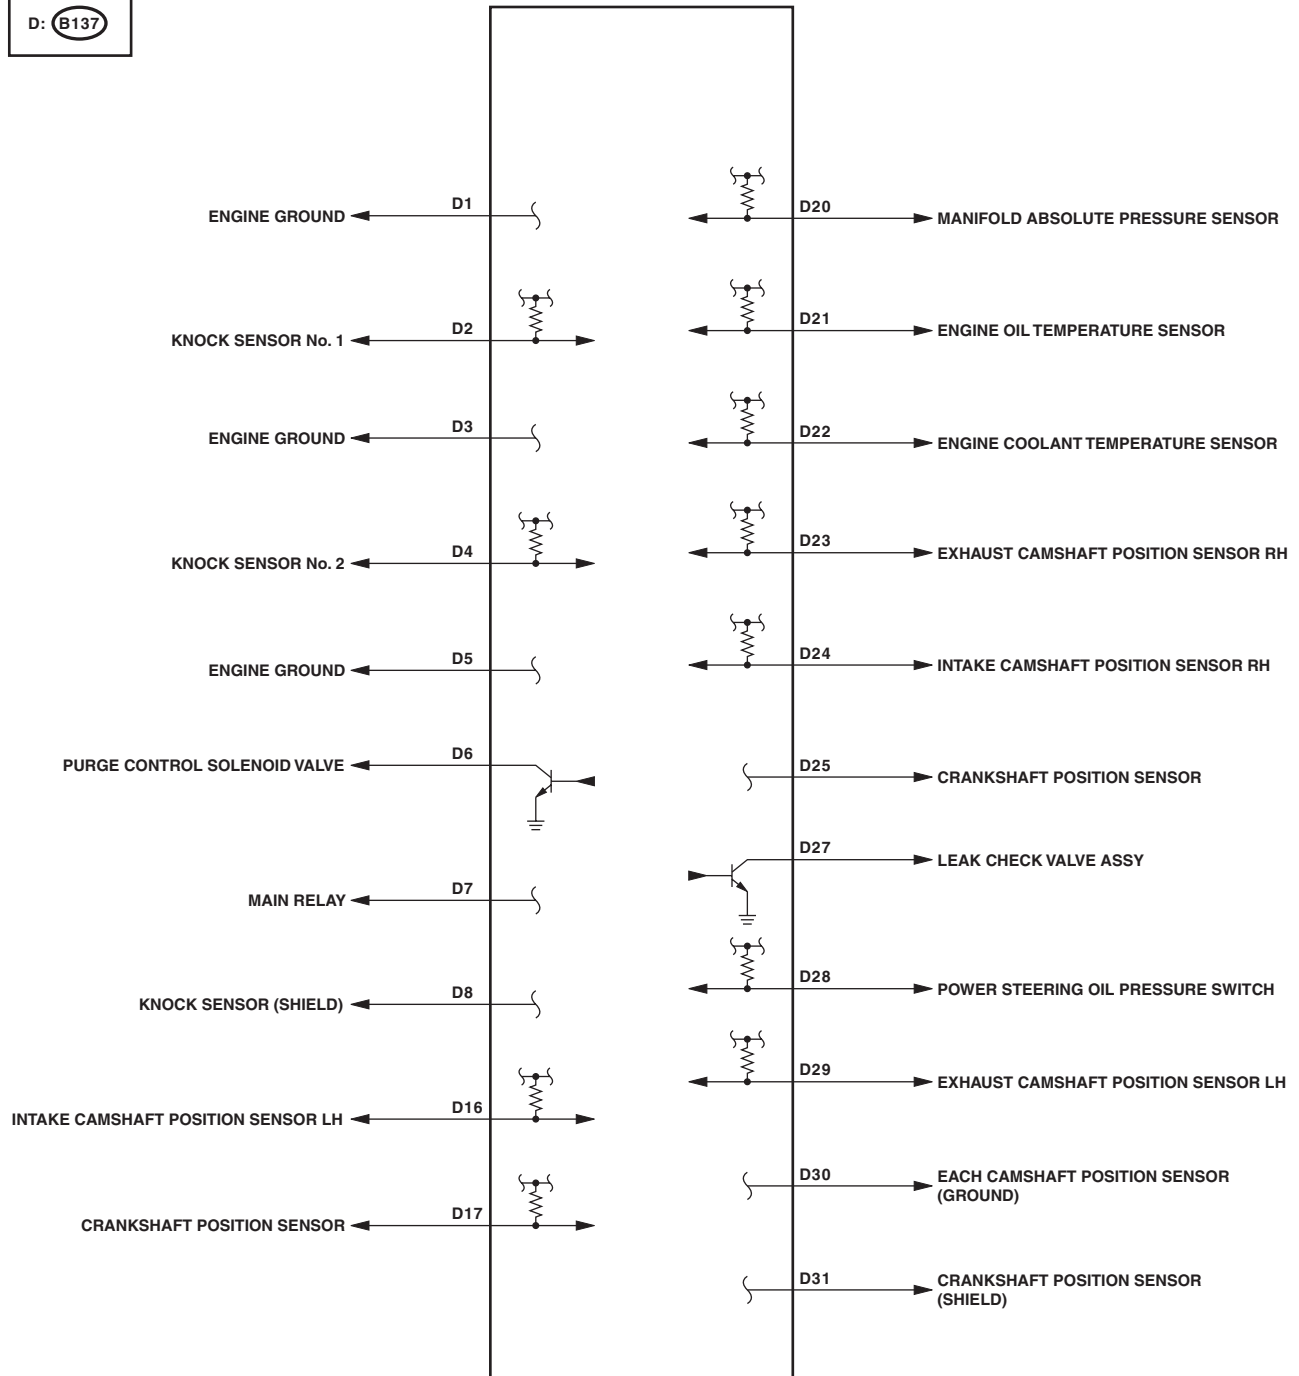 D: B137
D1
ENGINE GROUND
D2
KNOCK SENSOR No. 1
D3
ENGINE GROUND
D4
KNOCK SENSOR No. 2
D5
ENGINE GROUND
D6
PURGE CONTROL SOLENOID VALVE
D7
MAIN RELAY
D8
KNOCK SENSOR (SHIELD)
D16
INTAKE CAMSHAFT POSITION SENSOR LH
D17
CRANKSHAFT POSITION SENSOR
D20
MANIFOLD ABSOLUTE PRESSURE SENSOR
D21
ENGINE OIL TEMPERATURE SENSOR
D22
ENGINE COOLANT TEMPERATURE SENSOR
D23
EXHAUST CAMSHAFT POSITION SENSOR RH
D24
INTAKE CAMSHAFT POSITION SENSOR RH
D25
CRANKSHAFT POSITION SENSOR
D27
LEAK CHECK VALVE ASSY
D28
POWER STEERING OIL PRESSURE SWITCH
D29
EXHAUST CAMSHAFT POSITION SENSOR LH
D30
EACH CAMSHAFT POSITION SENSOR
(GROUND)
D31
CRANKSHAFT POSITION SENSOR
(SHIELD)